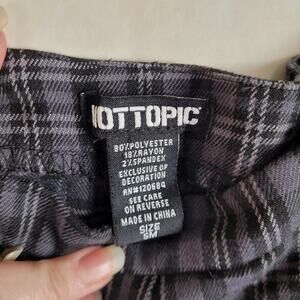 HOTTOPIC
80%POLYESTER
18%RAYON
2%SPANDEX
EXCLUSIVE OF
DECORATION
RN#120684
SEE CARE
ON REVERSE
MADE IN CHINA
SIZE
SM